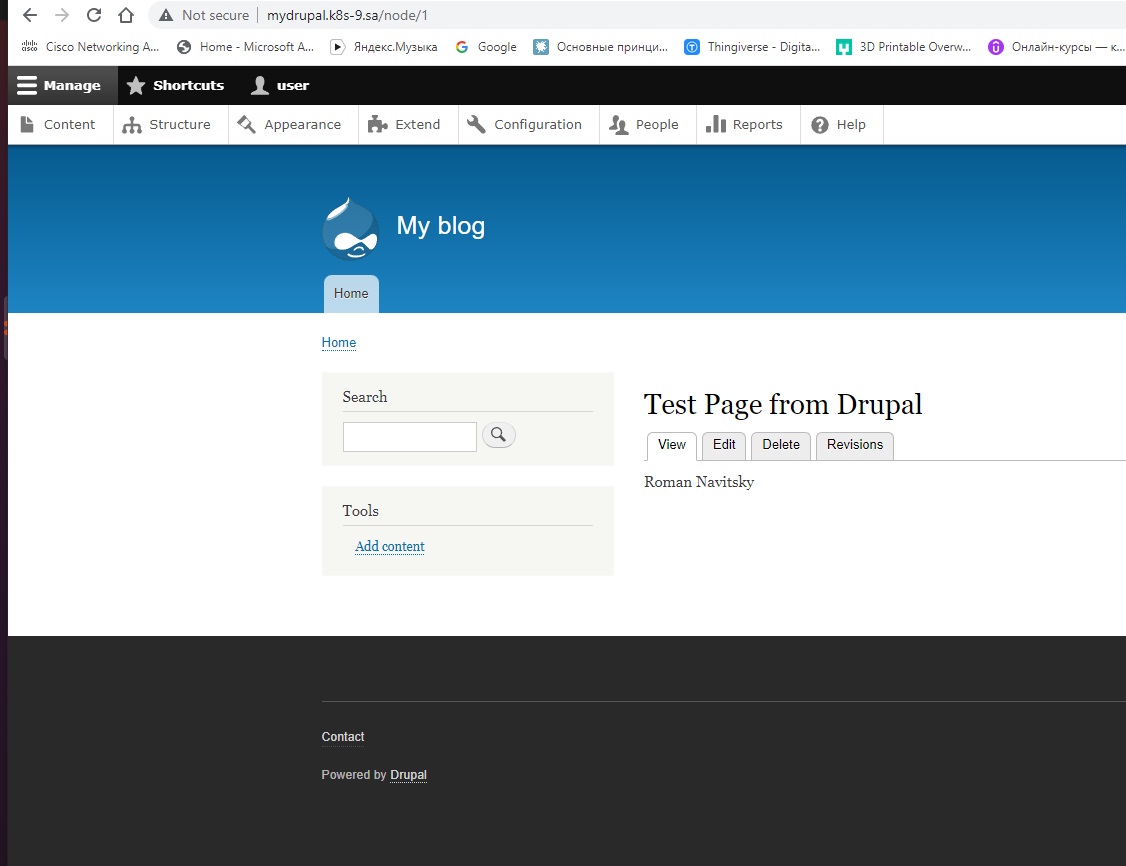 Not secure mydrupal.k8s-9.sa/node/1
Cisco Networking A... Home - Microsoft A... Яндекс.Музыка Google Основные принци... Thingiverse - Digita... 3D Printable Overw... Онлайн-курсы — к...
Manage Shortcuts user
Content Structure Appearance Extend Configuration People Reports Help
My blog
Home
Home
Search
Tools
Add content
Test Page from Drupal
View Edit Delete Revisions
Roman Navitsky
Contact
Powered by Drupal